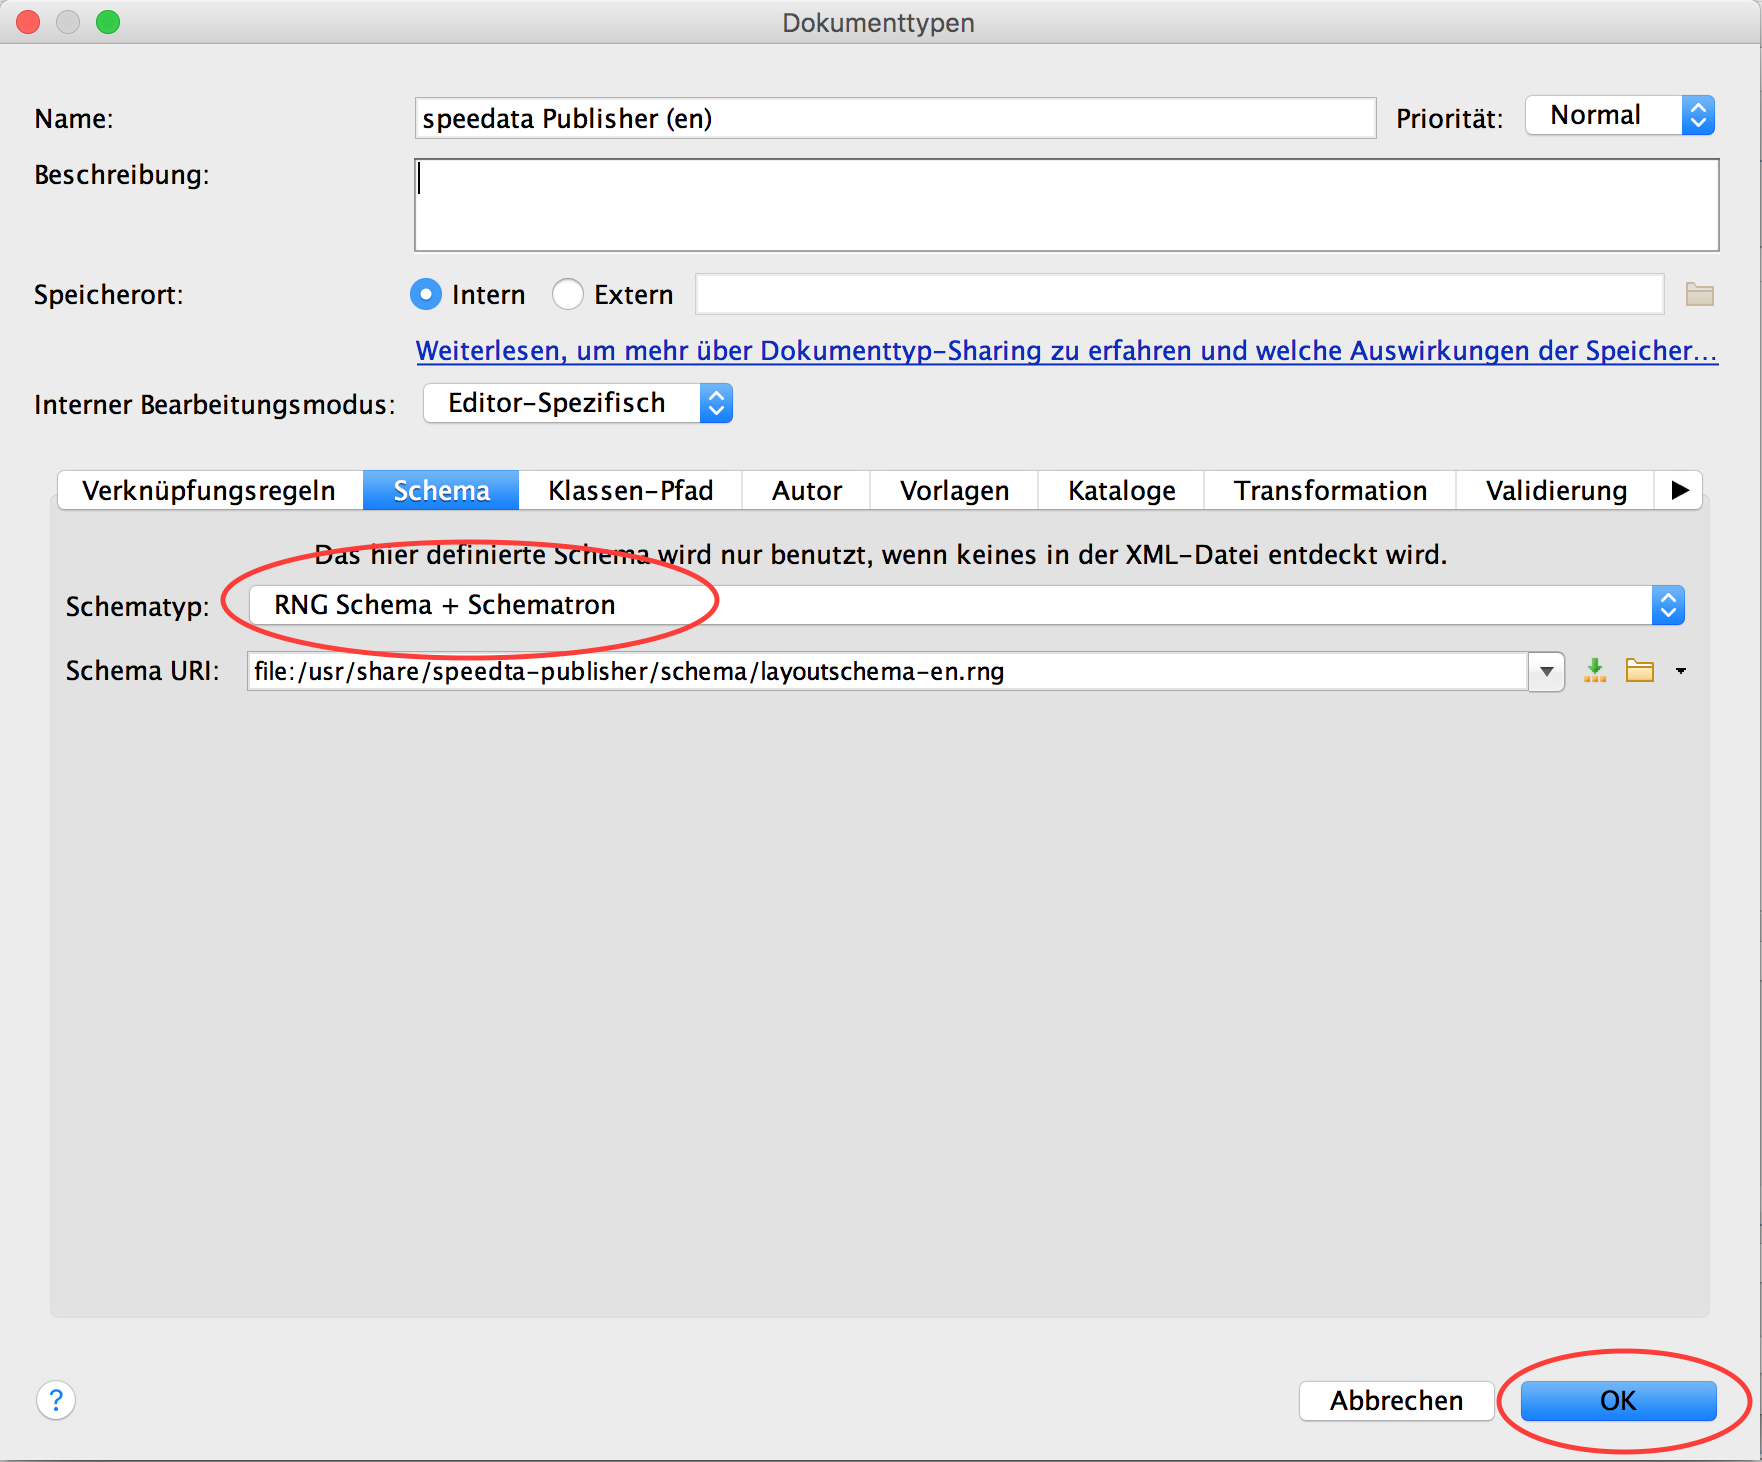 Dokumenttypen
Name: speedata Publisher (en) Priorität: Normal
Beschreibung:
Speicherort: Intern Extern
Weiterlesen, um mehr über Dokumenttyp-Sharing zu erfahren und welche Auswirkungen der Speicher...
Interner Bearbeitungsmodus: Editor-Spezifisch
Verknüpfungsregeln Schema Klassen-Pfad Autor Vorlagen Kataloge Transformation Validierung
Das hier definierte Schema wird nur benutzt, wenn keines in der XML-Datei entdeckt wird.
Schematyp: RNG Schema + Schematron
Schema URI: file:/usr/share/speedta-publisher/schema/layoutschema-en.rng
? Abbrechen OK